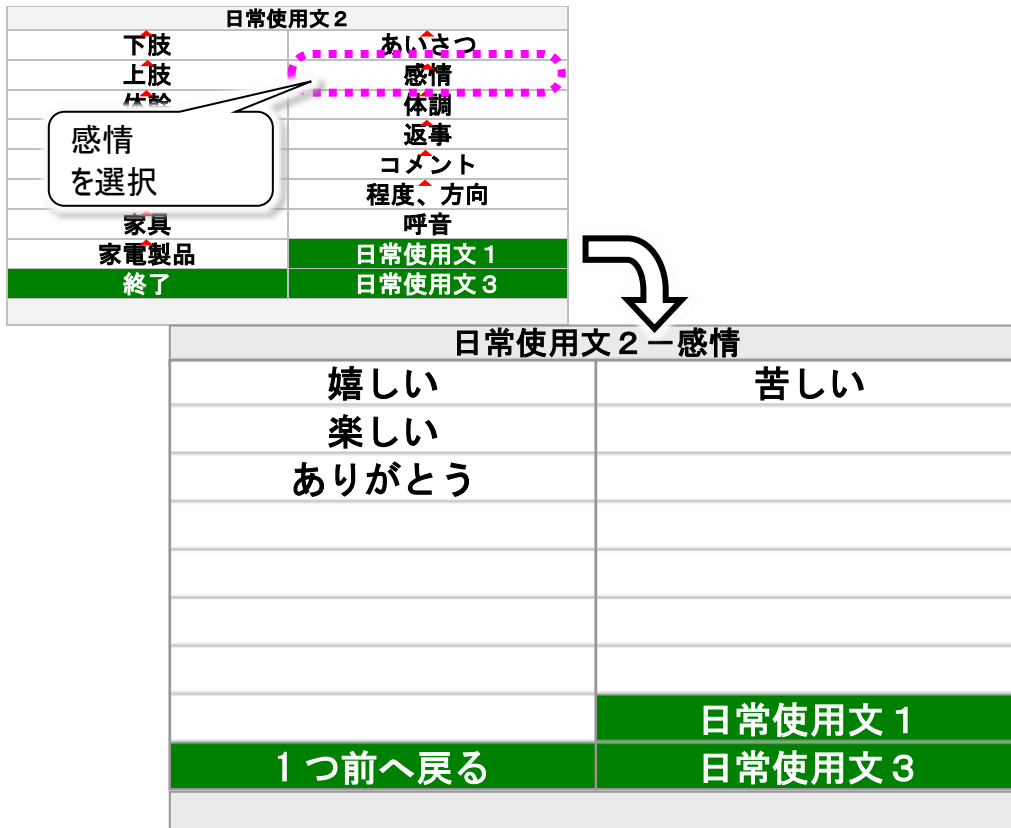 日常使用文２
下肢
あいさつ
上肢
感情
体幹
体調
返事
コメント
程度、方向
家具
呼音
家電製品
日常使用文１
終了
日常使用文３
感情
を選択
日常使用文２－感情
嬉しい
苦しい
楽しい
ありがとう
日常使用文１
１つ前へ戻る
日常使用文３